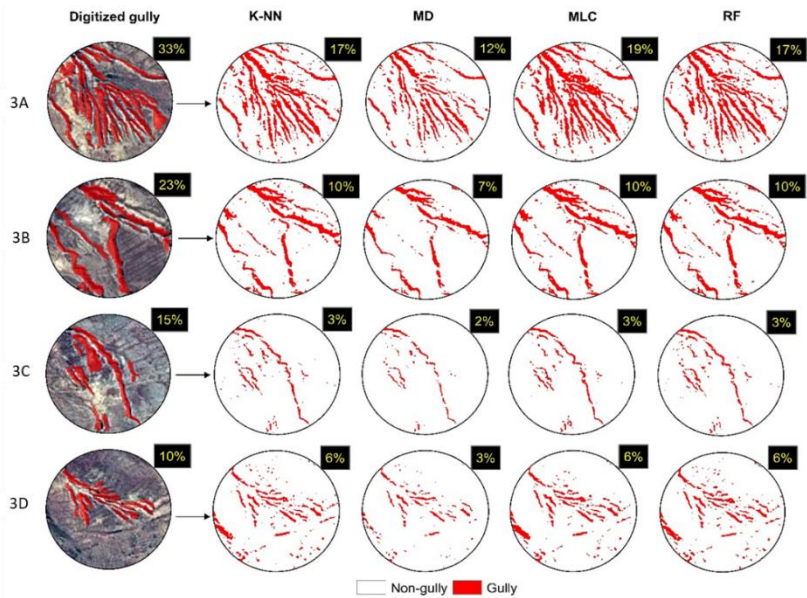 Digitized gully K-NN MD MLC RF
33% 17% 12% 19% 17%
3A
23% 10% 7% 10% 10%
3B
15% 3% 2% 3% 3%
3C
10% 6% 3% 6% 6%
3D
Non-gully Gully